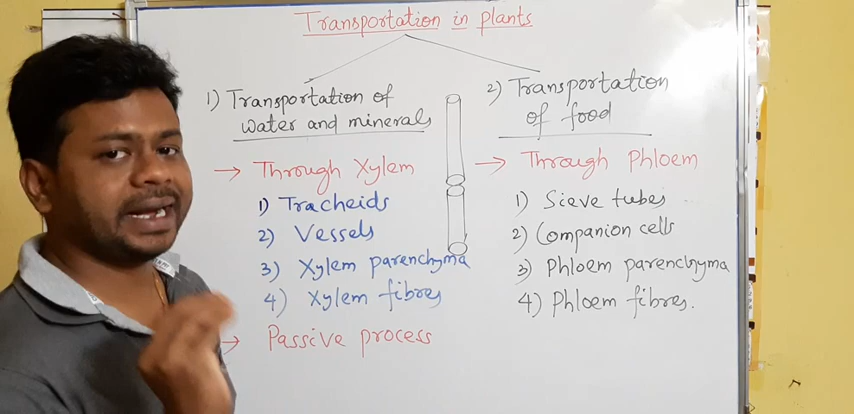 Transportation in plants
1) Transportation of
water and minerals
→ Through Xylem
1) Tracheids
2) Vessels
3) Xylem parenchyma
4) Xylem fibres
→ Passive process
2) Transportation
of food
→ Through Phloem
1) Sieve tubes
2) Companion cells
3) Phloem parenchyma
4) Phloem fibres.